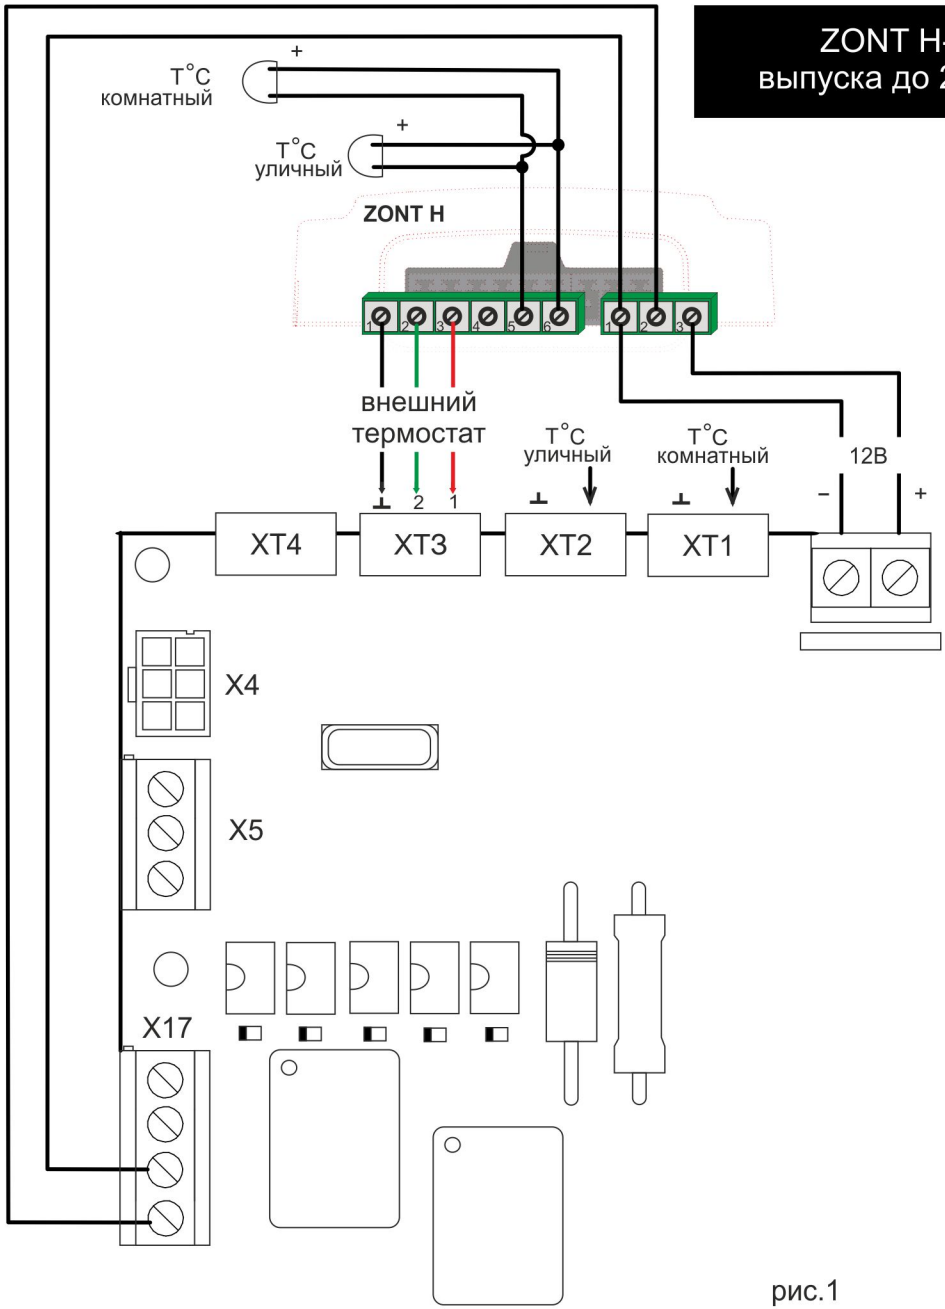 ZONT H-
выпуска до 2
+
T°C
комнатный
+
T°C
уличный
ZONT H
1 2 3 4 5 6
1 2 3
внешний
термостат
T°C
уличный
T°C
комнатный
12В
2 1
− +
XT4 XT3 XT2 XT1
X4
X5
X17
рис.1